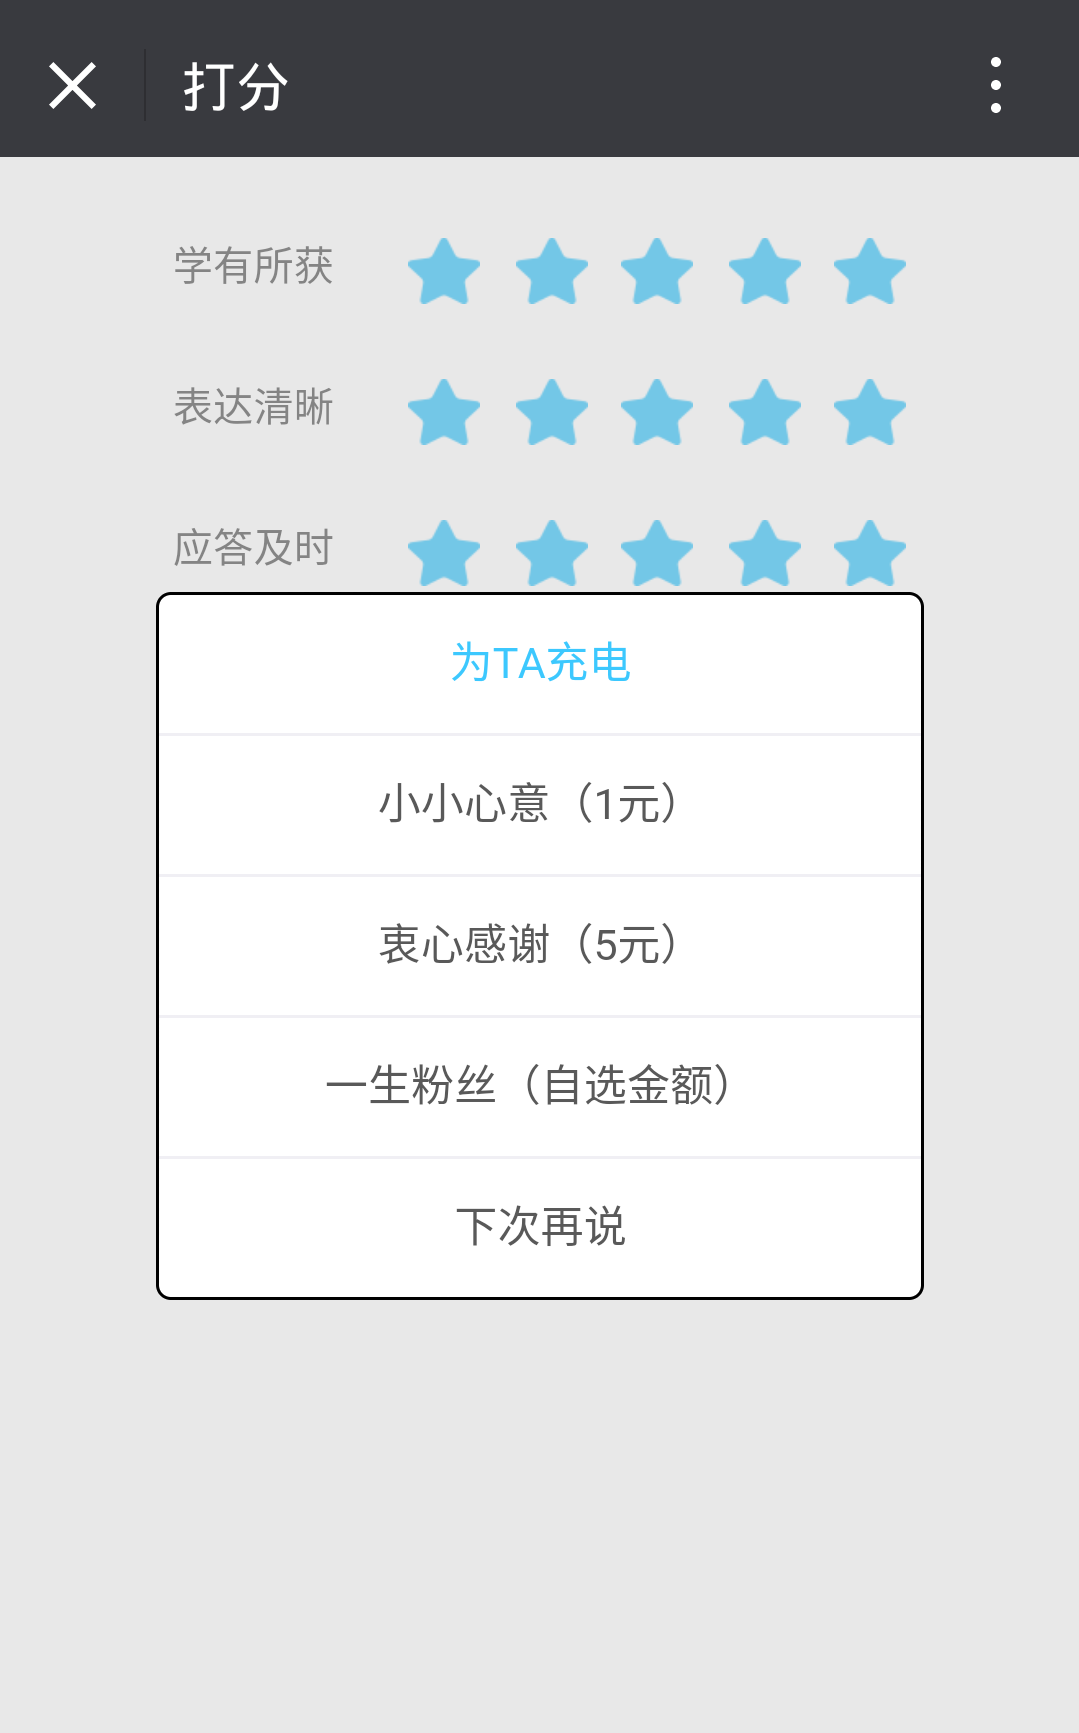 打分
学有所获
表达清晰
应答及时
为TA充电
小小心意（1元）
衷心感谢（5元）
一生粉丝（自选金额）
下次再说